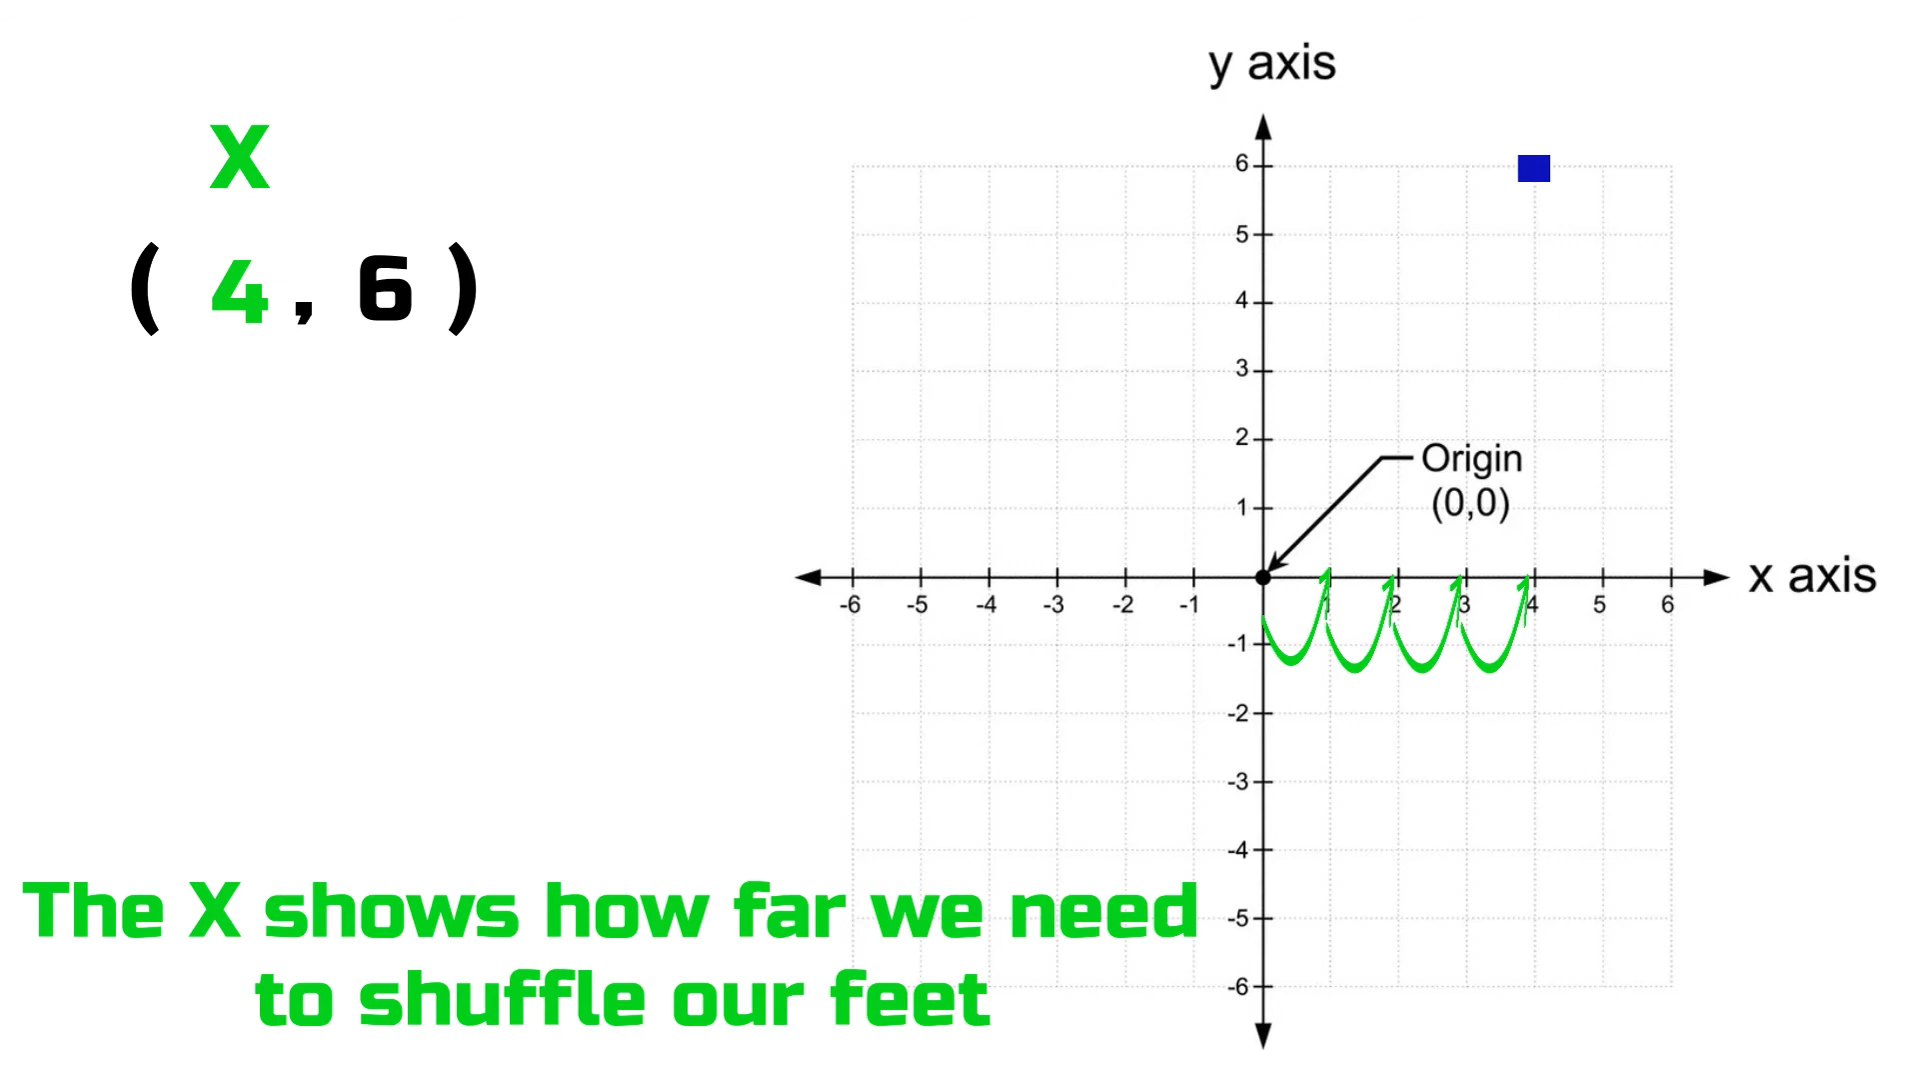 X
( 4 , 6 )
y axis
6
5
4
3
2
Origin
(0,0)
1
x axis
-6 -5 -4 -3 -2 -1 1 2 3 4 5 6
-1
-2
-3
-4
-5
-6
The X shows how far we need
to shuffle our feet